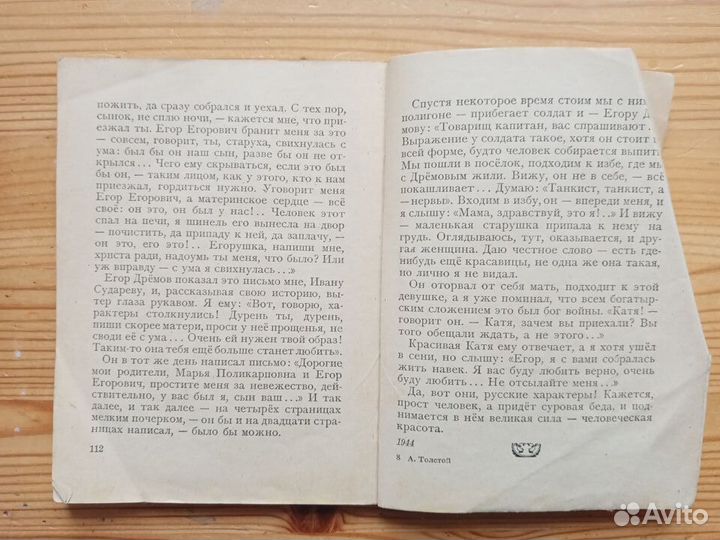 пожить, да сразу собрался и уехал. С тех пор,
сынок, не сплю ночи, — кажется мне, что при-
езжал ты. Егор Егорович бранит меня за это
— совсем, говорит, ты, старуха, свихнулась с
ума: был бы он наш сын, разве бы он не от-
крылся... Чего ему скрываться, если это был
бы он, — таким лицом, как у этого, кто к нам
приезжал, гордиться нужно. Уговорит меня
Егор Егорович, а материнское сердце — всё
своё: он это, он был у нас!.. Человек этот
спал на печи, я шинель его вынесла на двор
— почистить, да припаду к ней, да заплачу, —
он это, его это!.. Егорушка, напиши мне,
христа ради, надоумь ты меня, что было? Или
уж вправду — с ума я свихнулась...»
Егор Дрёмов показал это письмо мне, Ивану
Судареву, и, рассказывая свою историю, вы-
тер глаза рукавом. Я ему: «Вот, говорю, ха-
рактеры столкнулись! Дурень ты, дурень,
пиши скорее матери, проси у неё прощенья, не
своди её с ума... Очень ей нужен твой образ!
Таким-то она тебя ещё больше станет любить».
Он в тот же день написал письмо: «Дорогие
мои родители, Марья Поликарповна и Егор
Егорович, простите меня за невежество, дей-
ствительно, у вас был я, сын ваш...» И так
и так далее — на четырёх страницах
мелким почерком, — он бы и на двадцати стра-
ницах написал, — было бы можно.
112
Спустя некоторое время стоим мы с ним
полигоне — прибегает солдат и — Егору Д
мову: «Товарищ капитан, вас спрашивают
Выражение у солдата такое, хотя он стоит
всей форме, будто человек собирается выпить
Мы пошли в посёлок, подходим к избе, где мы
с Дрёмовым жили. Вижу, он не в себе, — всё
покашливает... Думаю: «Танкист, танкист, а
— нервы». Входим в избу, он — впереди меня, и
я слышу: «Мама, здравствуй, это я!..» И вижу
— маленькая старушка припала к нему на
грудь. Оглядываюсь, тут, оказывается, и дру-
гая женщина. Даю честное слово — есть где-
нибудь ещё красавицы, не одна же она такая,
но лично я не видал.
Он оторвал от себя мать, подходит к этой
девушке, а я уже поминал, что всем богатыр-
ским сложением это был бог войны. «Катя! —
говорит он. — Катя, зачем вы приехали? Вы
того обещали ждать, а не этого...»
Красивая Катя ему отвечает, а я хотя ушёл
в сени, но слышу: «Егор, я с вами собралась
жить навек. Я вас буду любить верно, очень
буду любить... Не отсылайте меня...»
Да, вот они, русские характеры! Кажется,
прост человек, а придёт суровая беда, и под-
нимается в нём великая сила — человеческая
красота.
1944
8 А. Толстой
Avito